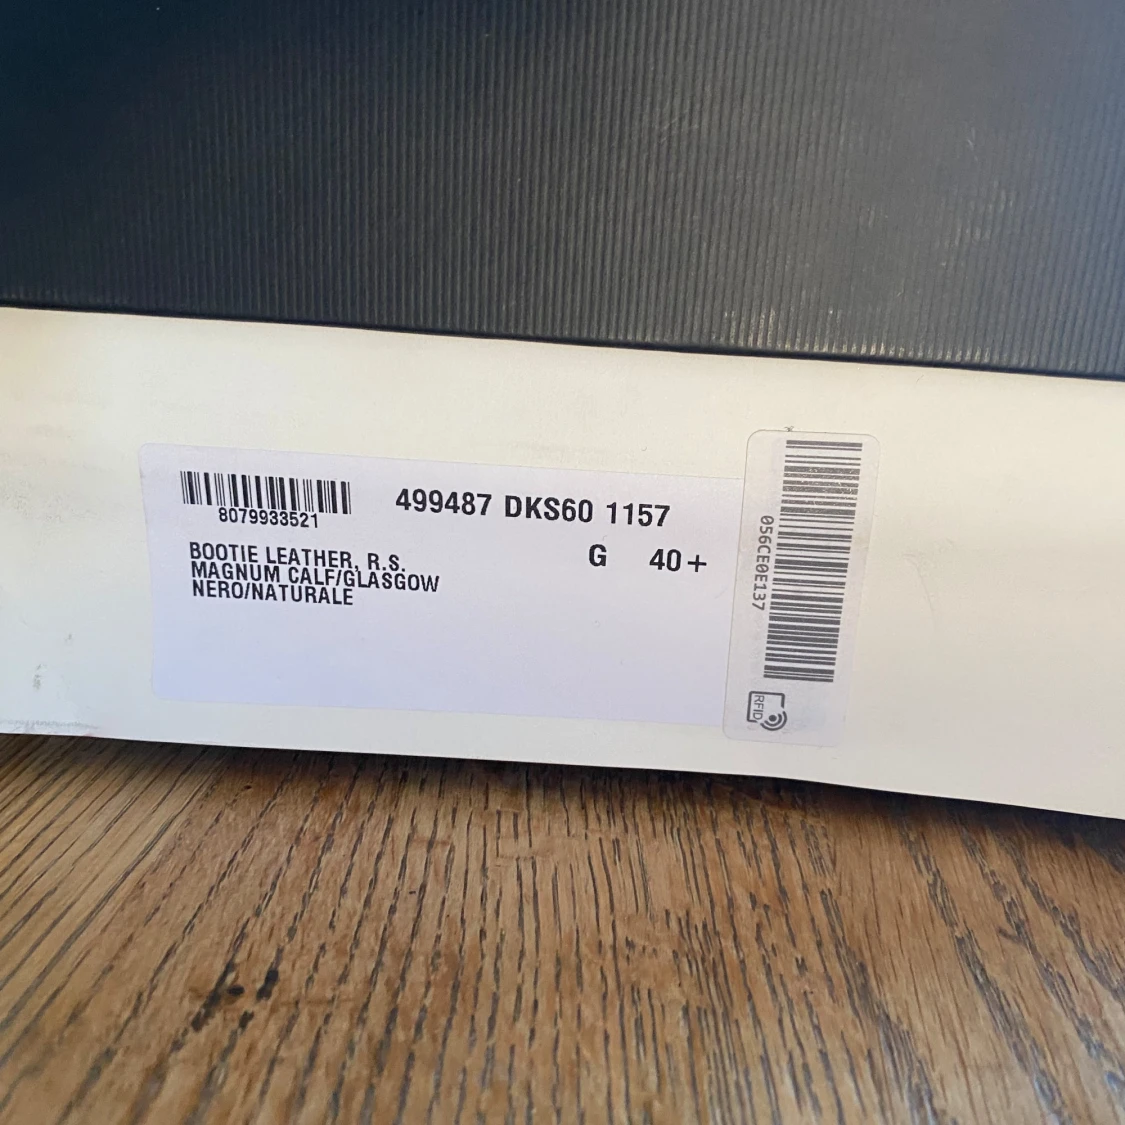 8079933521
499487 DKS60 1157
G 40+
BOOTIE LEATHER, R.S.
MAGNUM CALF/GLASGOW
NERO/NATURALE
056CE0E137
RFID